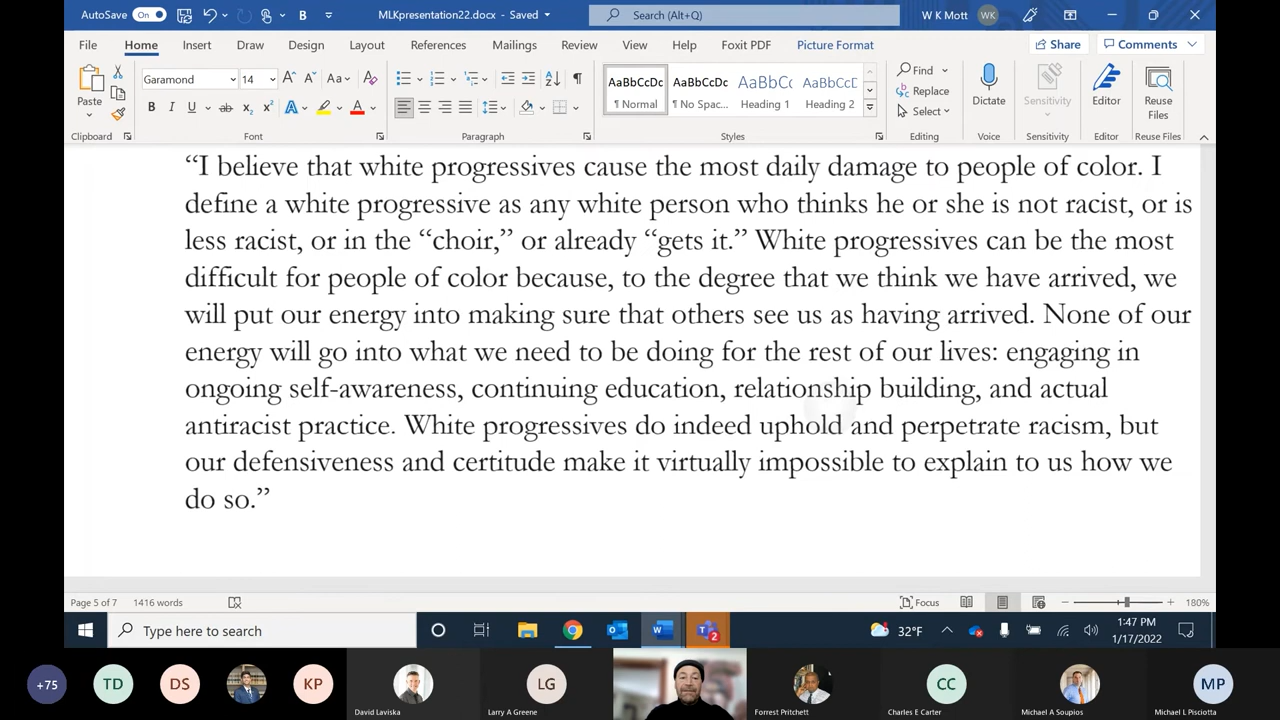 AutoSave On MLKpresentation22.docx - Saved Search (Alt+Q) W K Mott WK
File Home Insert Draw Design Layout References Mailings Review View Help Foxit PDF Picture Format Share Comments
Paste Garamond 14 Aa AaBbCcDc AaBbCcDc AaBbCc AaBbCcD Find Replace Select Dictate Sensitivity Editor Reuse Files
B I U ab x₂ x² A A ¶ Normal ¶ No Spac... Heading 1 Heading 2
Clipboard Font Paragraph Styles Editing Voice Sensitivity Editor Reuse Files
“I believe that white progressives cause the most daily damage to people of color. I
define a white progressive as any white person who thinks he or she is not racist, or is
less racist, or in the “choir,” or already “gets it.” White progressives can be the most
difficult for people of color because, to the degree that we think we have arrived, we
will put our energy into making sure that others see us as having arrived. None of our
energy will go into what we need to be doing for the rest of our lives: engaging in
ongoing self-awareness, continuing education, relationship building, and actual
antiracist practice. White progressives do indeed uphold and perpetrate racism, but
our defensiveness and certitude make it virtually impossible to explain to us how we
do so.”
Page 5 of 7 1416 words Focus 180%
Type here to search 2 32°F 1:47 PM
1/17/2022
+75 TD DS KP LG CC MP
David Laviska Larry A Greene Forrest Pritchett Charles E Carter Michael A Soupios Michael L Pisciotta